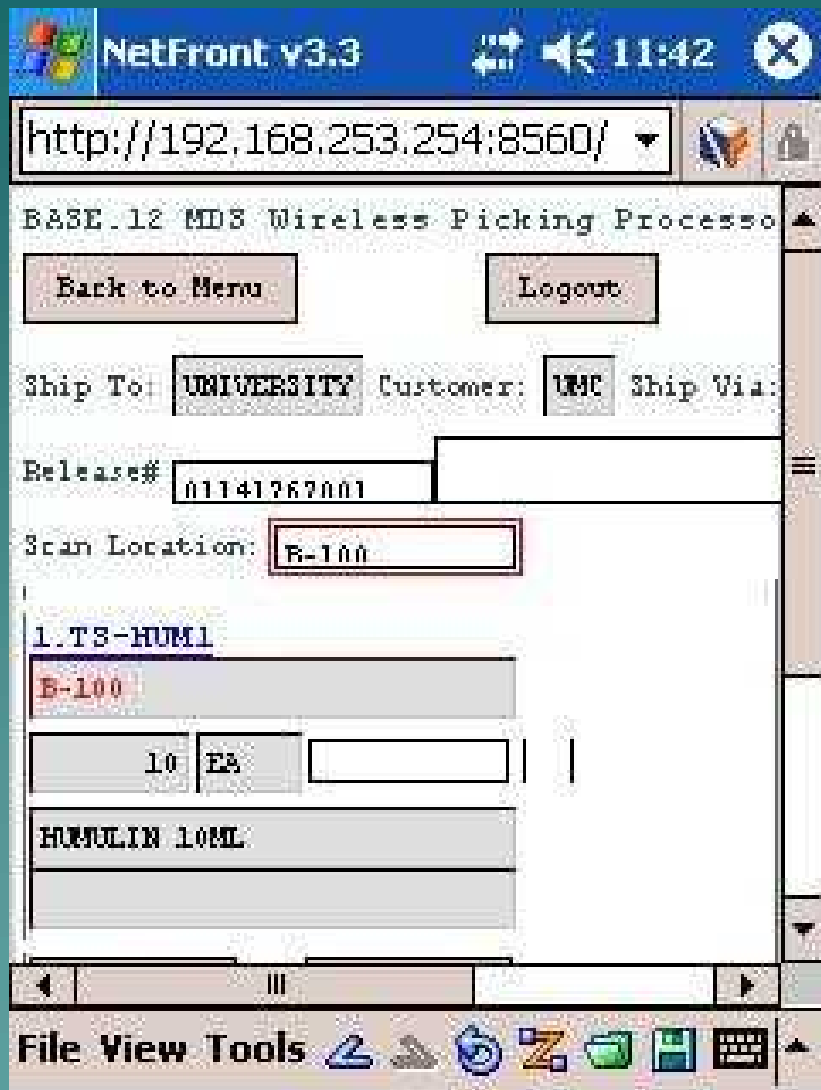 NetFront v3.3 11:42
http://192.168.253.254:8560/
BASE.12 MDS Wireless Picking Processo
Back to Menu Logout
Ship To: UNIVERSITY Customer: UMC Ship Via:
Release# 01141767001
Scan Location: B-100
1.TS-HUM1
B-100
10 EA
HUMULIN 10ML
File View Tools